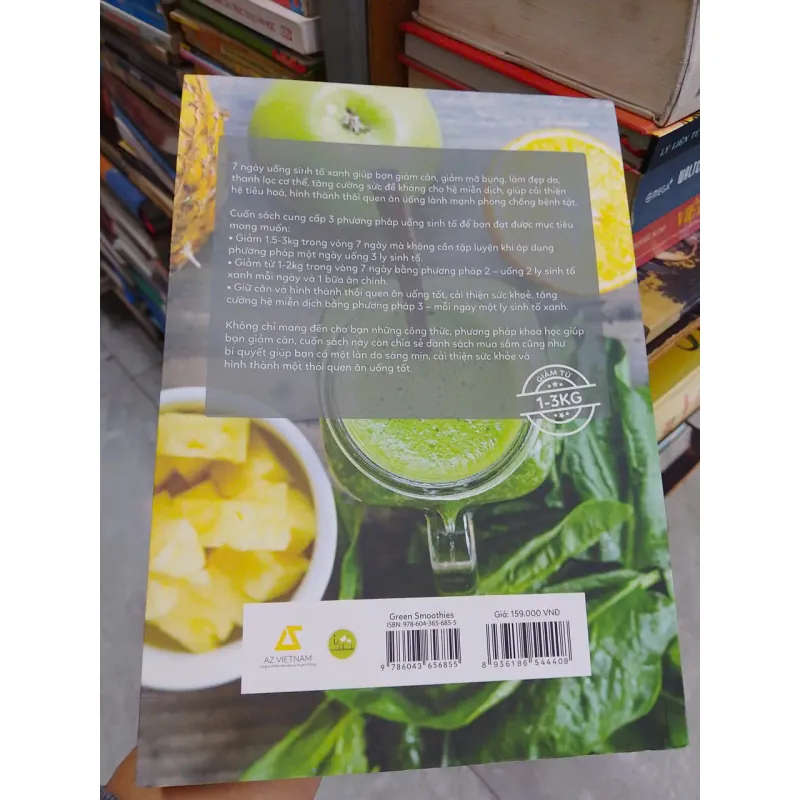 7 ngày uống sinh tố xanh giúp bạn giảm cân, giảm mỡ bụng, làm đẹp da,
thanh lọc cơ thể, tăng cường sức đề kháng cho hệ miễn dịch, giúp cải thiện
hệ tiêu hoá, hình thành thói quen ăn uống lành mạnh phòng chống bệnh tật.
Cuốn sách cung cấp 3 phương pháp uống sinh tố để bạn đạt được mục tiêu
mong muốn:
• Giảm 1.5-3kg trong vòng 7 ngày mà không cần tập luyện khi áp dụng
phương pháp một ngày uống 3 ly sinh tố.
• Giảm từ 1-2kg trong vòng 7 ngày bằng phương pháp 2 – uống 2 ly sinh tố
xanh mỗi ngày và 1 bữa ăn chính.
• Giữ cân và hình thành thói quen ăn uống tốt, cải thiện sức khoẻ, tăng
cường hệ miễn dịch bằng phương pháp 3 – mỗi ngày một ly sinh tố xanh.
Không chỉ mang đến cho bạn những công thức, phương pháp khoa học giúp
bạn giảm cân, cuốn sách này còn chia sẻ danh sách mua sắm cũng như
bí quyết giúp bạn có một làn da sáng mịn, cải thiện sức khỏe và
hình thành một thói quen ăn uống tốt.
GIẢM TỪ
1-3KG
Green Smoothies
ISBN: 978-604-365-685-5
Giá: 159.000 VNĐ
AZ VIETNAM
9 786043 656855
8 936186 544408
LY LIÊN
MEGA+